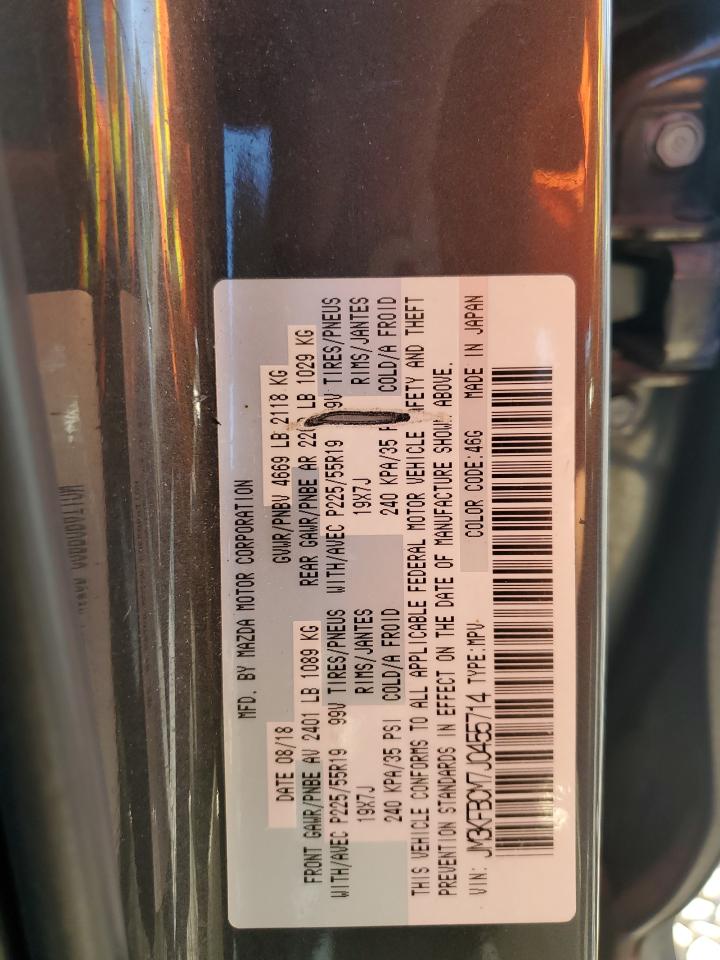 MFD. BY MAZDA MOTOR CORPORATION
DATE 08/18 GVWR/PNBV 4669 LB 2118 KG
FRONT GAWR/PNBE AV 2401 LB 1089 KG REAR GAWR/PNBE AR LB 1029 KG
WITH/AVEC P225/55R19 99V TIRES/PNEUS WITH/AVEC P225/55R19 TIRES/PNEUS
19X7J RIMS/JANTES 19X7J RIMS/JANTES
240 KPA/35 PSI COLD/A FROID 240 KPA/35 COLD/A FROID
THIS VEHICLE CONFORMS TO ALL APPLICABLE FEDERAL MOTOR VEHICLE SAFETY AND THEFT
PREVENTION STANDARDS IN EFFECT ON THE DATE OF MANUFACTURE SHOWN ABOVE.
VIN: JM3KFBCM7J0455714 TYPE:MPV COLOR CODE:46G MADE IN JAPAN